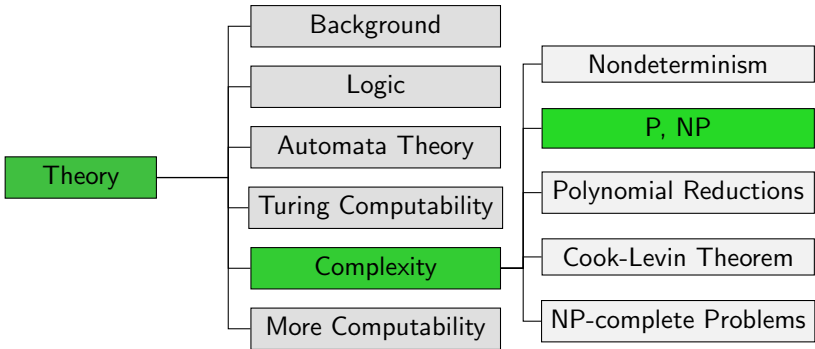 Theory
Background
Logic
Automata Theory
Turing Computability
Complexity
More Computability
Nondeterminism
P, NP
Polynomial Reductions
Cook-Levin Theorem
NP-complete Problems